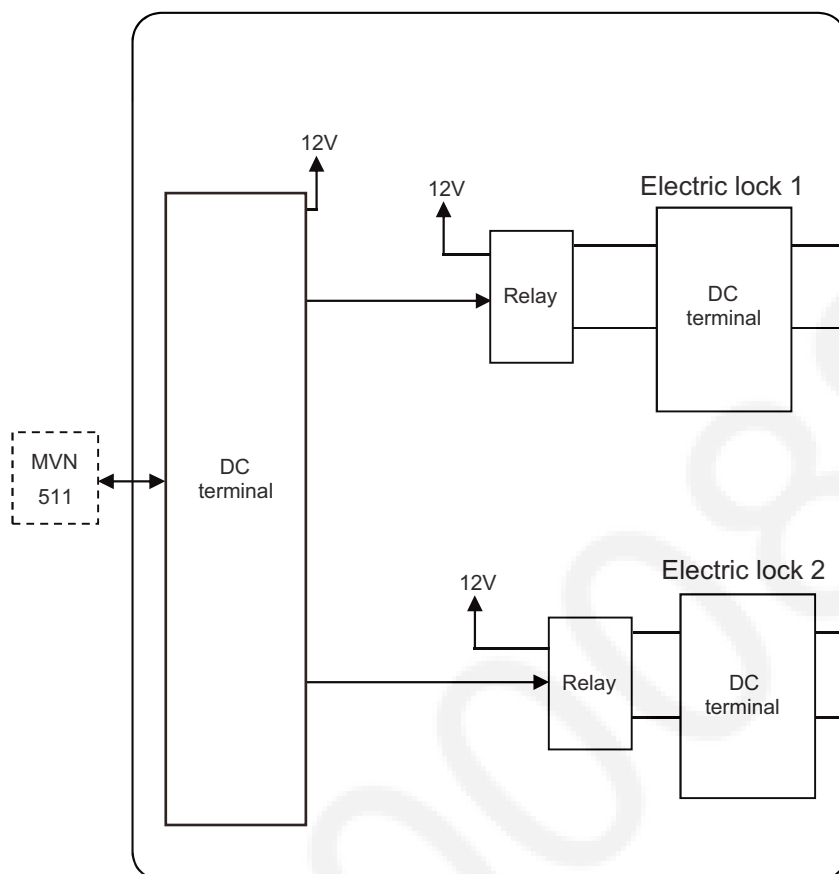 12V
12V
Electric lock 1
Relay
DC
terminal
MVN
511
DC
terminal
12V
Electric lock 2
Relay
DC
terminal